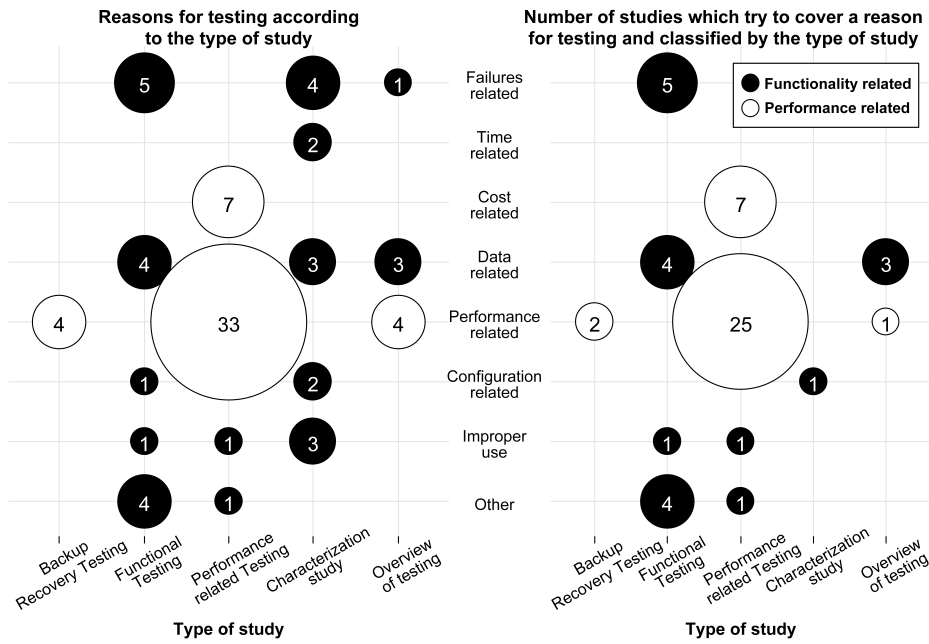 Reasons for testing according
to the type of study
Number of studies which try to cover a reason
for testing and classified by the type of study
Functionality related
Performance related
5
4
1
Failures
related
5
2
Time
related
7
Cost
related
7
4
3
3
Data
related
4
3
4
33
4
Performance
related
2
25
1
1
2
Configuration
related
1
1
1
3
Improper
use
1
1
4
1
Other
4
1
Backup
Recovery Testing
Functional
Testing
Performance
related Testing
Characterization
study
Overview
of testing
Backup
Recovery Testing
Functional
Testing
Performance
related Testing
Characterization
study
Overview
of testing
Type of study
Type of study